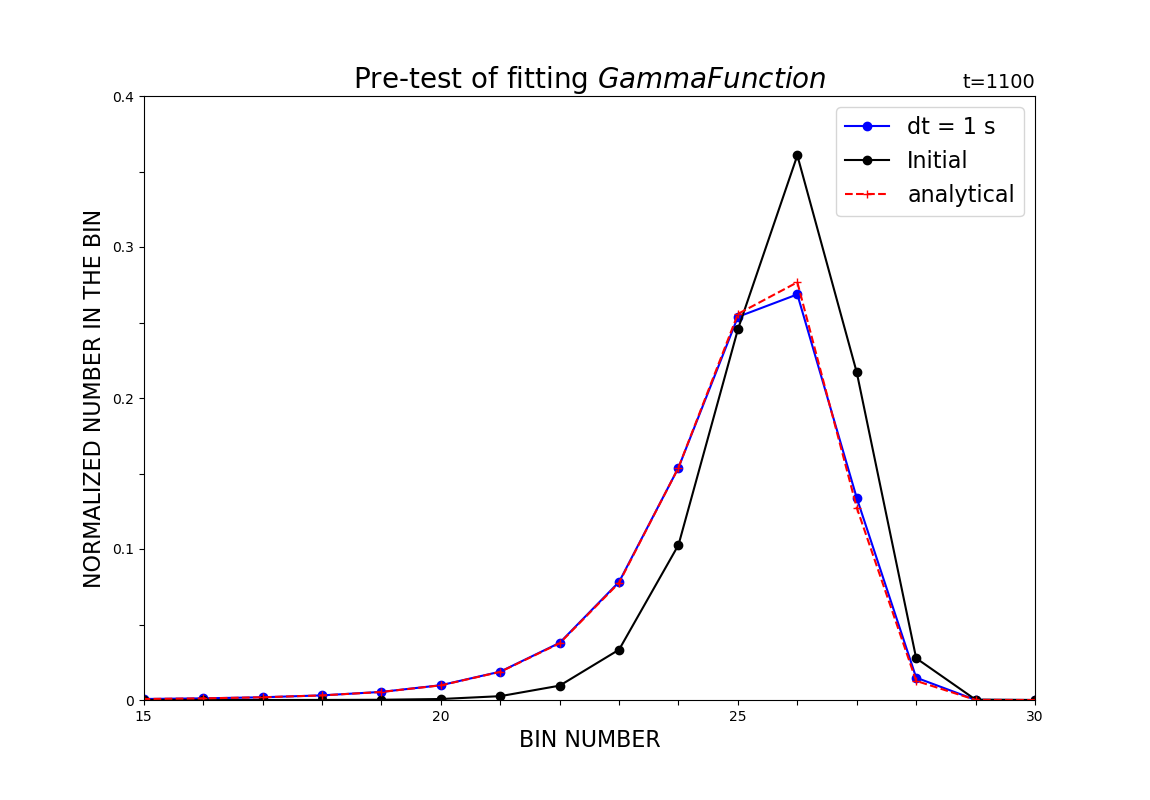 Pre-test of fitting GammaFunction
t=1100
dt = 1 s
Initial
analytical
NORMALIZED NUMBER IN THE BIN
0.4
0.3
0.2
0.1
0
15 20 25 30
BIN NUMBER